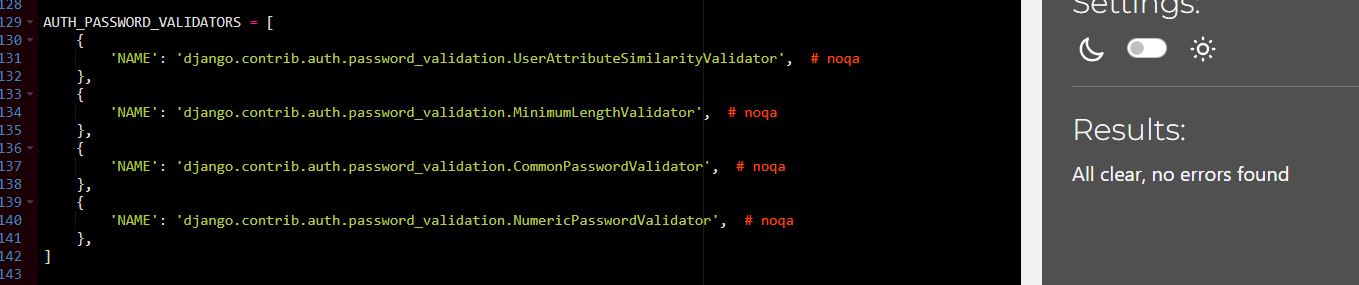 128
Settings:
129 AUTH_PASSWORD_VALIDATORS = [
130 {
131 'NAME': 'django.contrib.auth.password_validation.UserAttributeSimilarityValidator', # noqa
132 },
133 {
134 'NAME': 'django.contrib.auth.password_validation.MinimumLengthValidator', # noqa
135 },
136 {
137 'NAME': 'django.contrib.auth.password_validation.CommonPasswordValidator', # noqa
138 },
139 {
140 'NAME': 'django.contrib.auth.password_validation.NumericPasswordValidator', # noqa
141 },
142 ]
143
Results:
All clear, no errors found